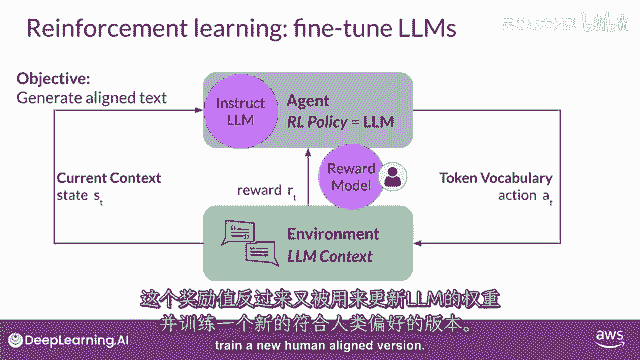 Reinforcement learning: fine-tune LLMs
Objective:
Generate aligned text
Instruct
LLM
Agent
RL Policy = LLM
Current Context
state st
reward rt
Reward
Model
Token Vocabulary
action at
Environment
LLM Context
这个奖励值反过来又被用来更新LLM的权重
并训练一个新的符合人类偏好的版本。
train a new human aligned version.
DeepLearning.AI
aws